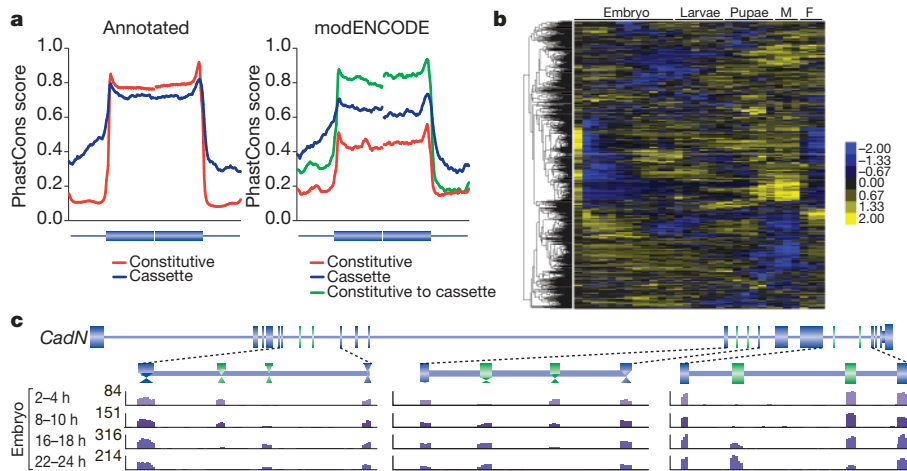 a
Annotated
modENCODE
PhastCons score
1.0
0.8
0.6
0.4
0.2
0.0
Constitutive
Cassette
PhastCons score
1.0
0.8
0.6
0.4
0.2
0.0
Constitutive
Cassette
Constitutive to cassette
b
Embryo Larvae Pupae M F
–2.00
–1.33
–0.67
0.00
0.67
1.33
2.00
c
CadN
Embryo
2–4 h 84
8–10 h 151
16–18 h 316
22–24 h 214